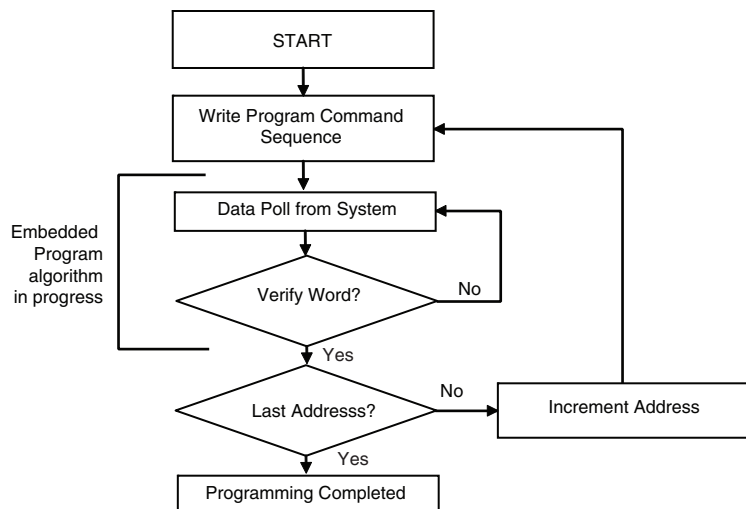 START
Write Program Command
Sequence
Data Poll from System
Embedded
Program
algorithm
in progress
Verify Word?
No
Yes
Last Addresss?
No
Increment Address
Yes
Programming Completed